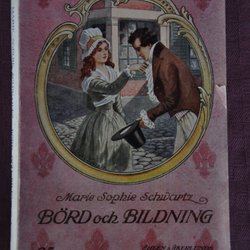 Marie Sophie Schwartz
BÖRD och BILDNING